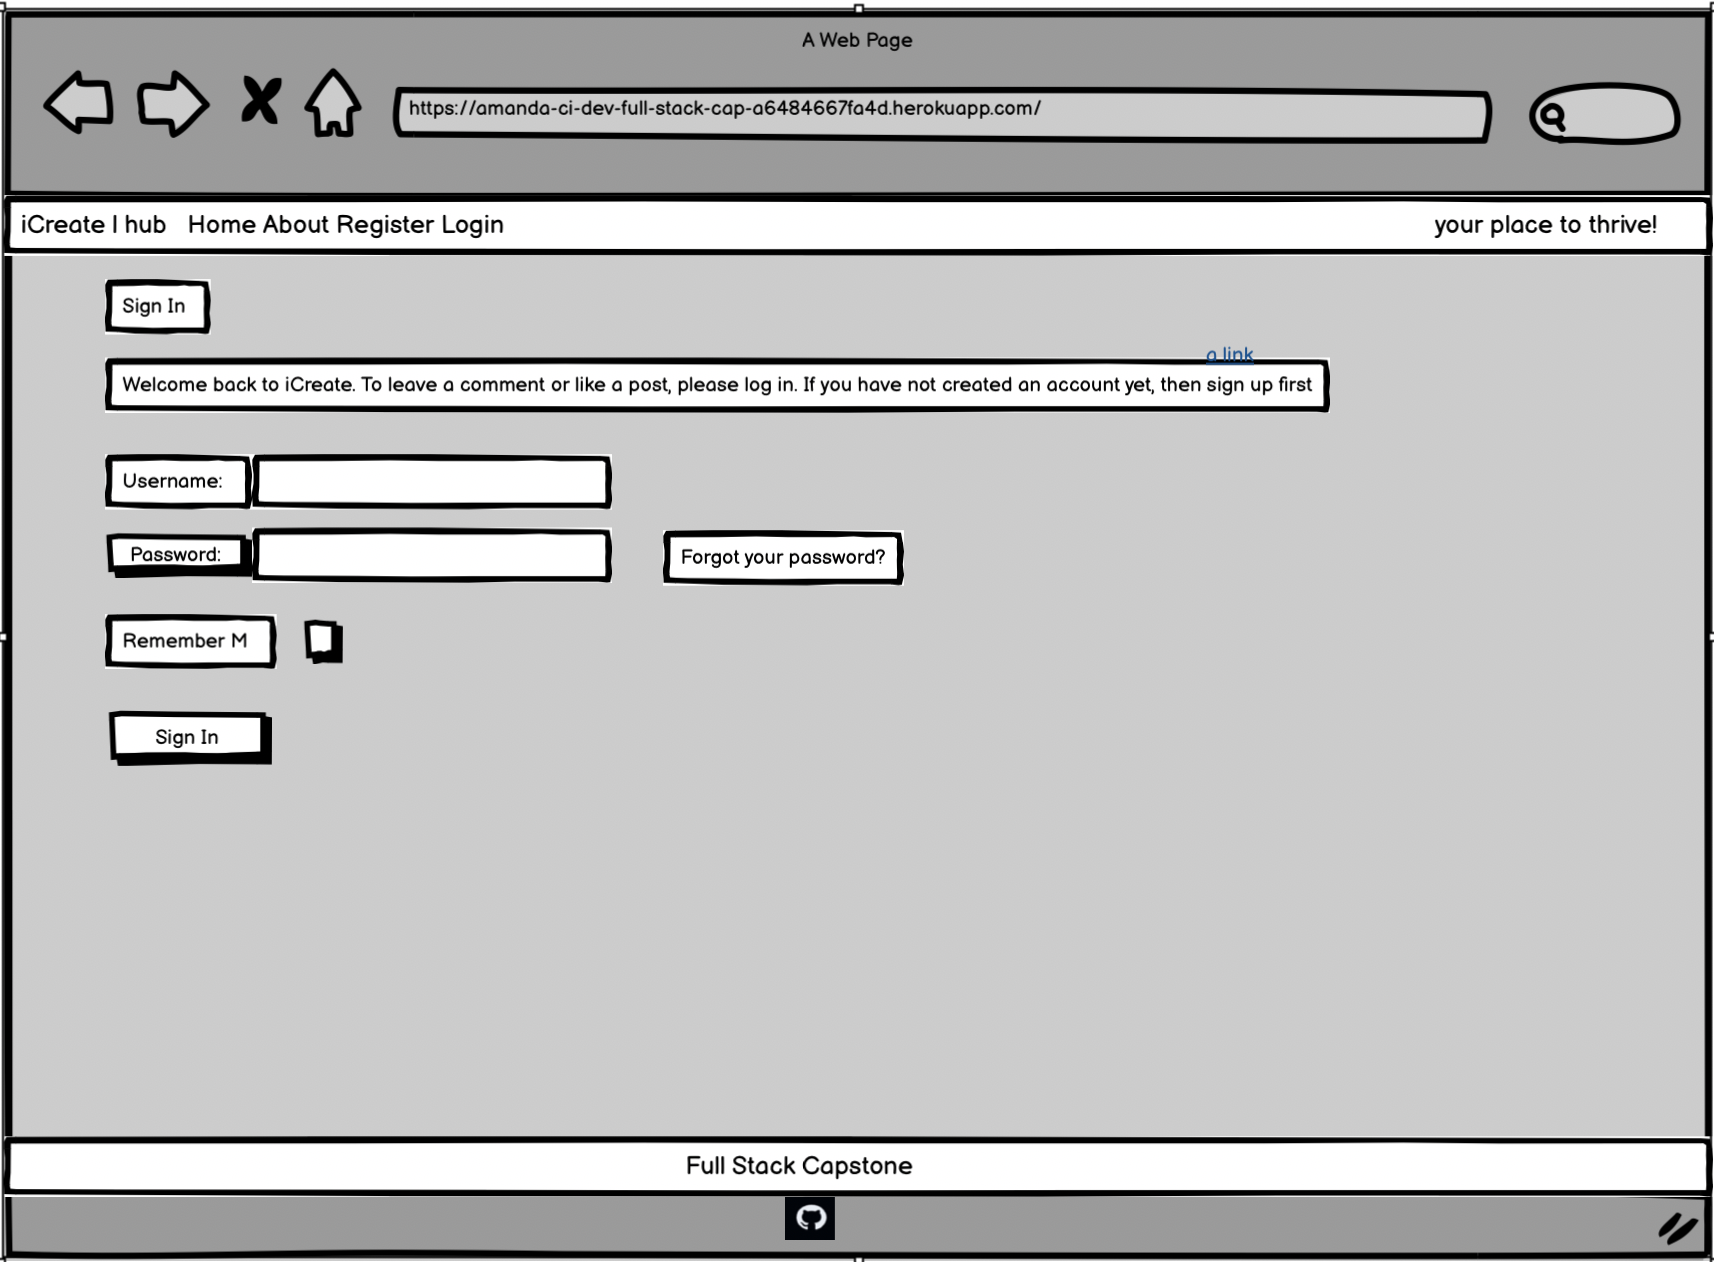 A Web Page
https://amanda-ci-dev-full-stack-cap-a6484667fa4d.herokuapp.com/
iCreate I hub Home About Register Login your place to thrive!
Sign In
a link
Welcome back to iCreate. To leave a comment or like a post, please log in. If you have not created an account yet, then sign up first
Username:
Password:
Forgot your password?
Remember M
Sign In
Full Stack Capstone